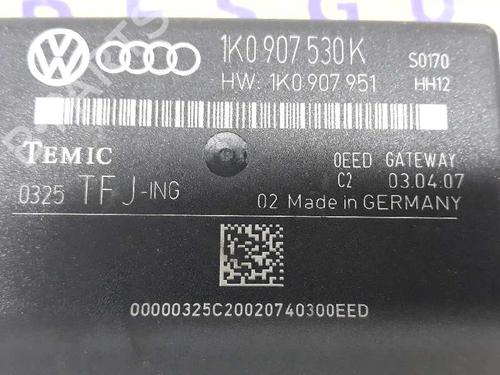 1K0 907 530 K
S0170
HW: 1K0 907 951
HH12
TEMIC
0EED GATEWAY
C2 03.04.07
0325 TFJ-ING
02 Made in GERMANY
00000325C20020740300EED
B-PARTS